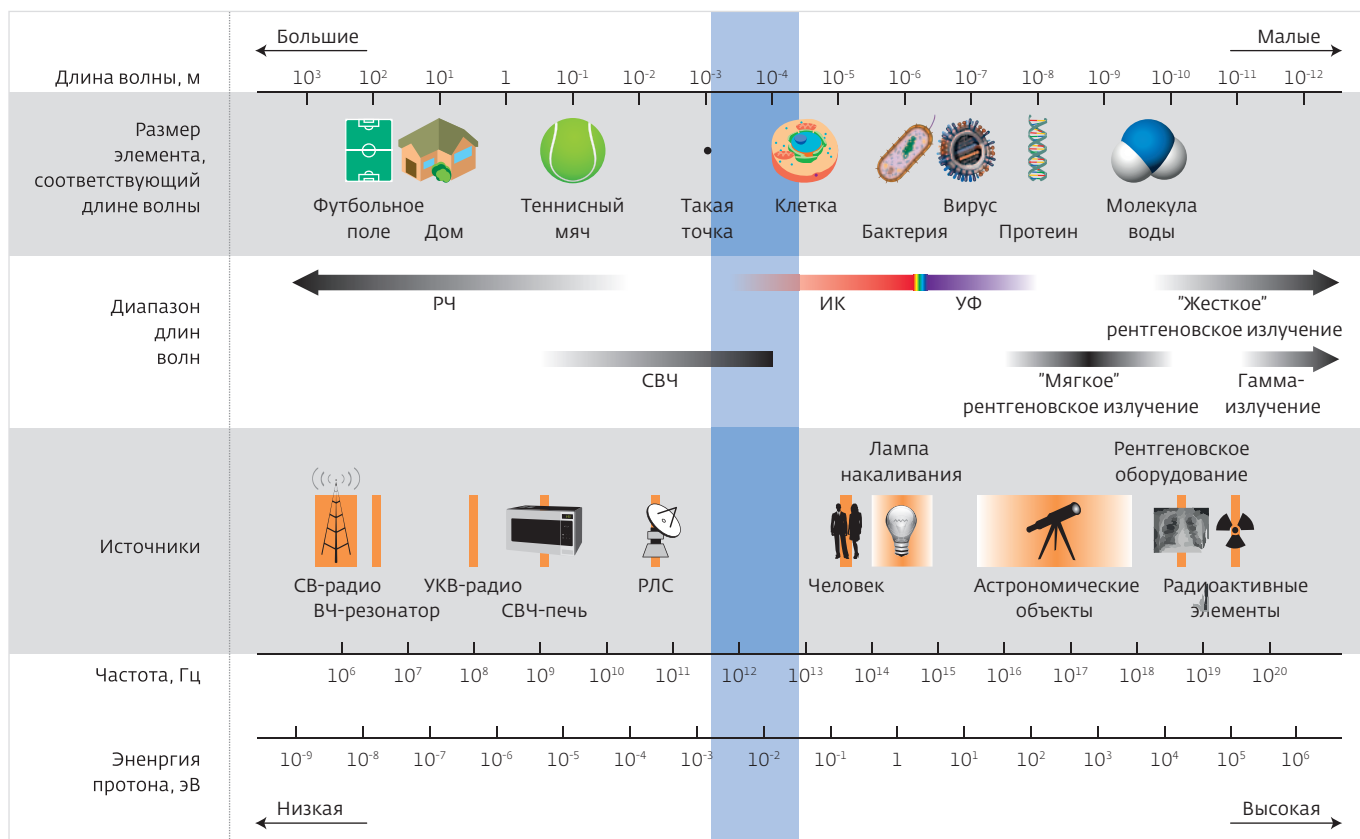 Большие
Малые
Длина волны, м
10³ 10² 10¹ 1 10⁻¹ 10⁻² 10⁻³ 10⁻⁴ 10⁻⁵ 10⁻⁶ 10⁻⁷ 10⁻⁸ 10⁻⁹ 10⁻¹⁰ 10⁻¹¹ 10⁻¹²
Размер
элемента,
соответствующий
длине волны
Футбольное
поле
Дом
Теннисный
мяч
Такая
точка
Клетка
Бактерия
Вирус
Протеин
Молекула
воды
Диапазон
длин
волн
РЧ
ИК
УФ
"Жесткое"
рентгеновское излучение
СВЧ
"Мягкое"
рентгеновское излучение
Гамма-
излучение
Источники
СВ-радио
ВЧ-резонатор
УКВ-радио
СВЧ-печь
РЛС
Человек
Лампа
накаливания
Астрономические
объекты
Рентгеновское
оборудование
Радиоактивные
элементы
Частота, Гц
10⁶ 10⁷ 10⁸ 10⁹ 10¹⁰ 10¹¹ 10¹² 10¹³ 10¹⁴ 10¹⁵ 10¹⁶ 10¹⁷ 10¹⁸ 10¹⁹ 10²⁰
Эненргия
протона, эВ
10⁻⁹ 10⁻⁸ 10⁻⁷ 10⁻⁶ 10⁻⁵ 10⁻⁴ 10⁻³ 10⁻² 10⁻¹ 1 10¹ 10² 10³ 10⁴ 10⁵ 10⁶
Низкая
Высокая